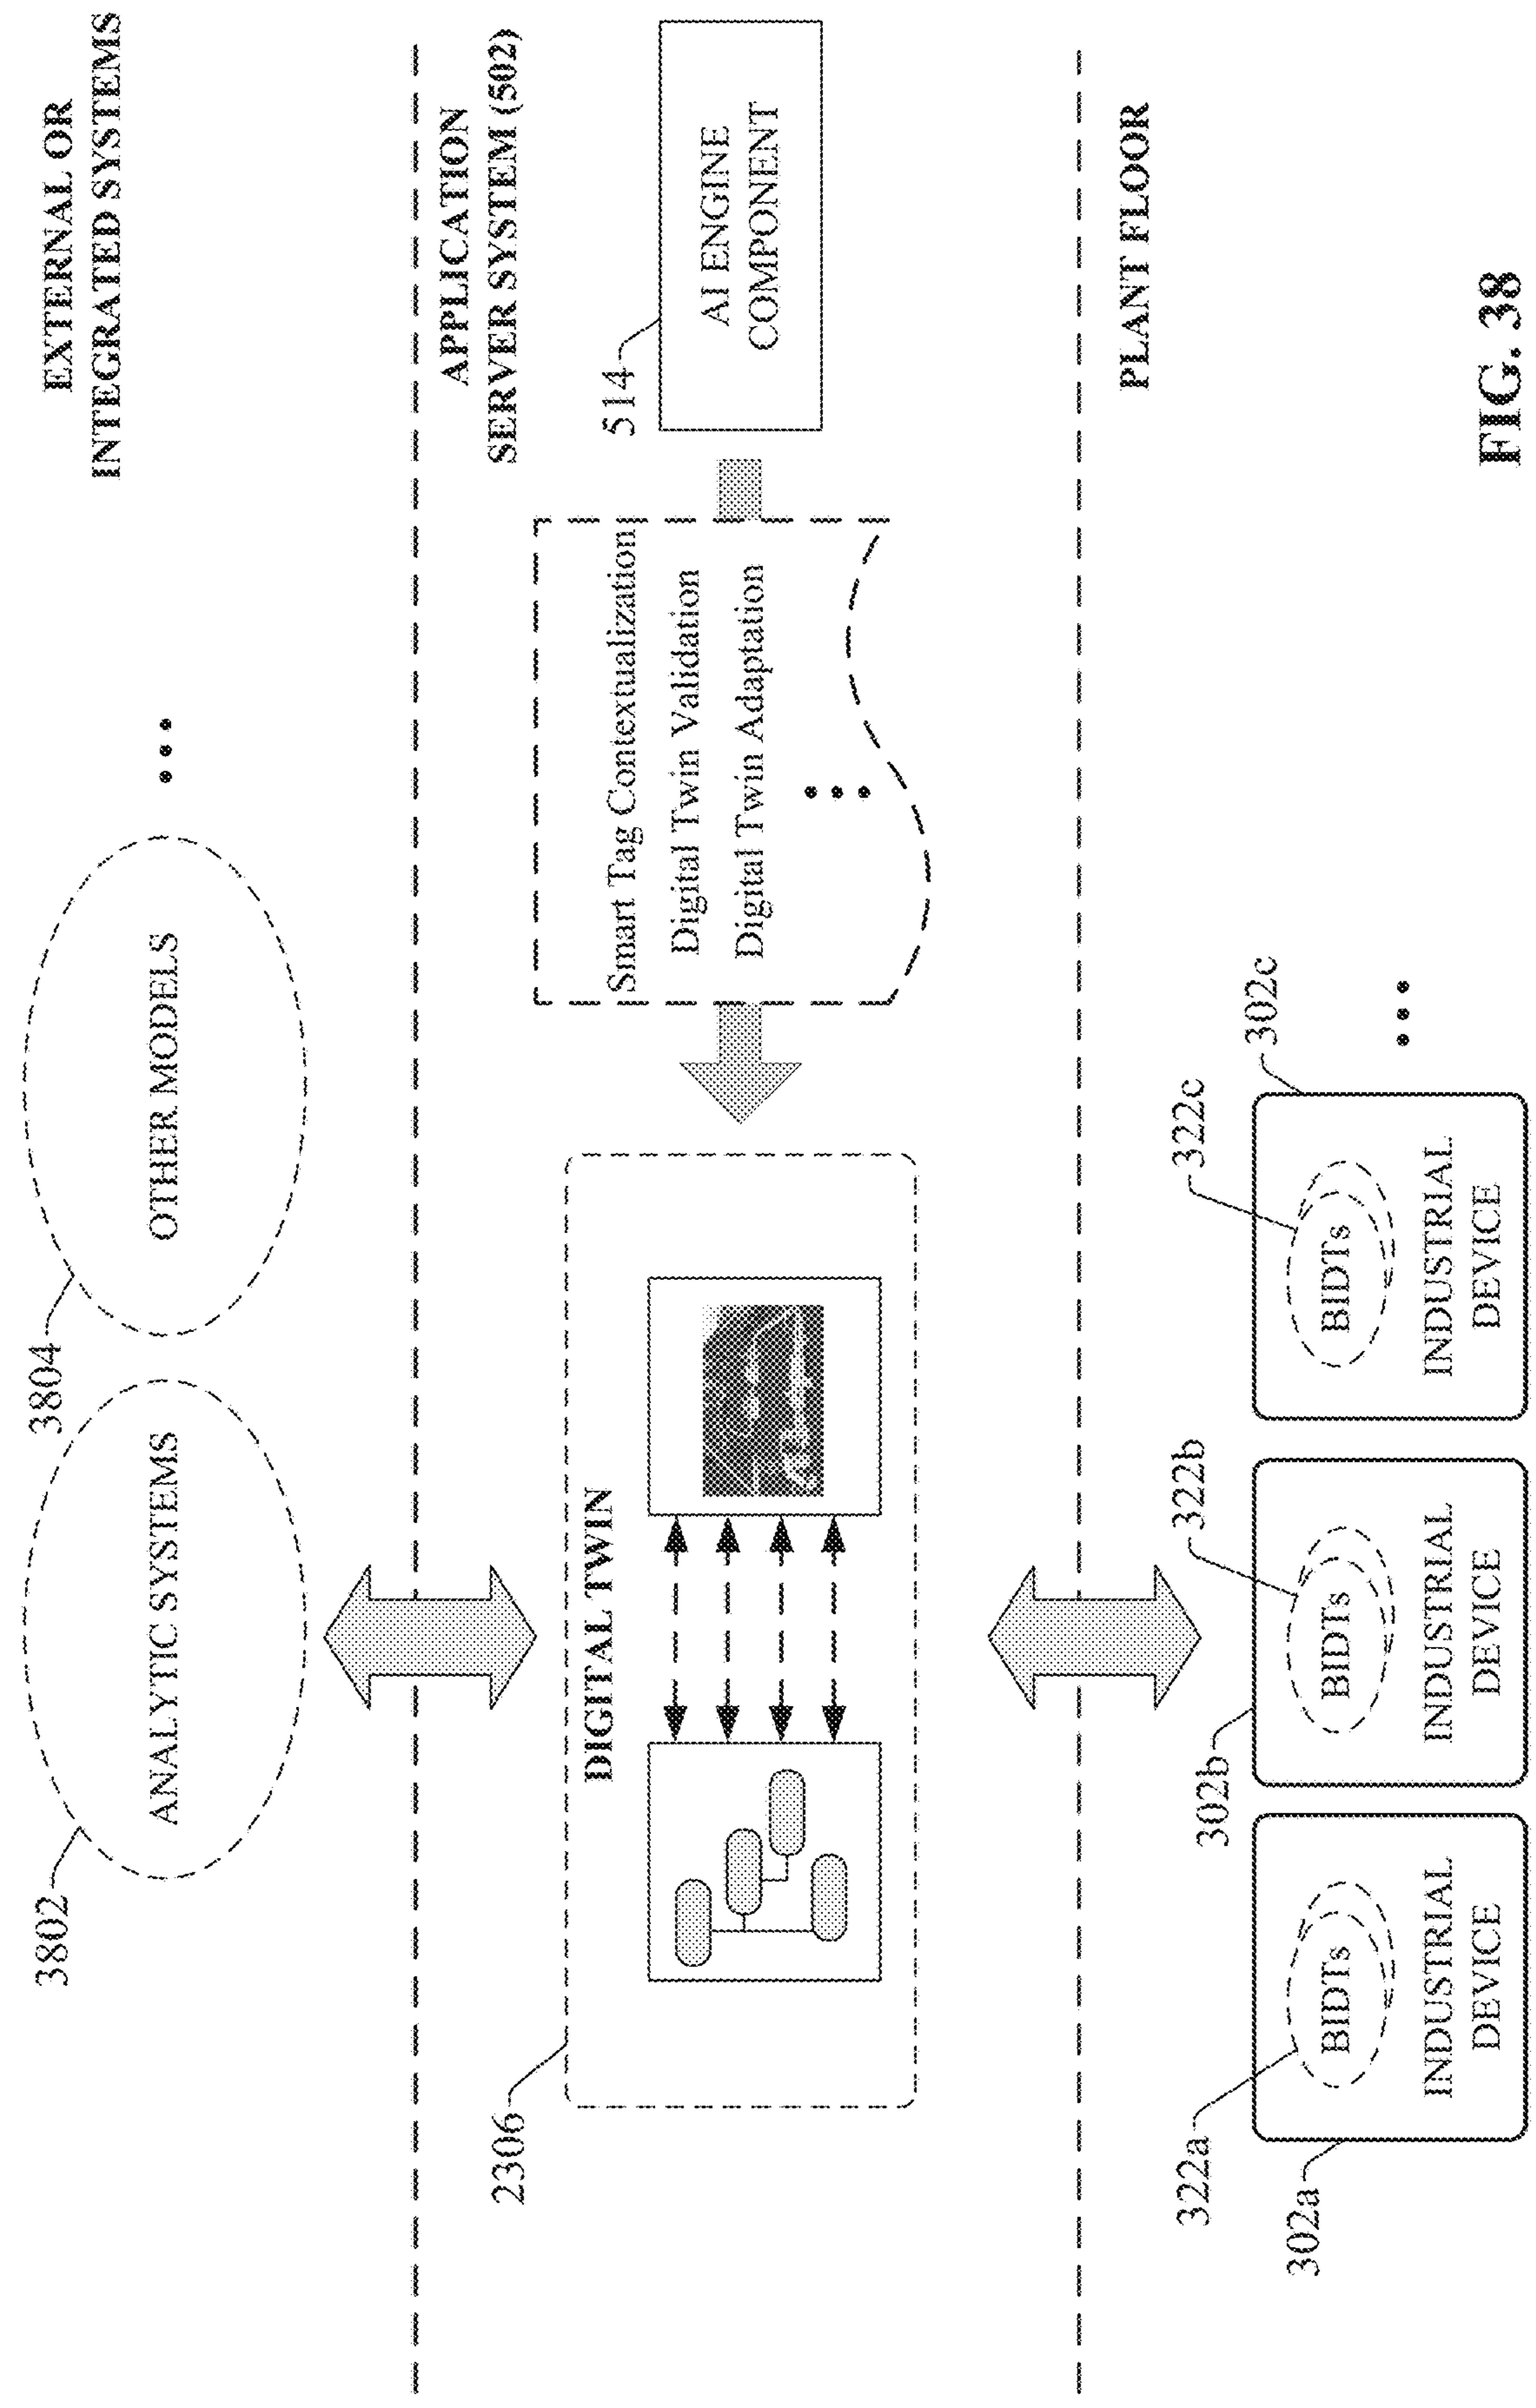 EXTERNAL OR
INTEGRATED SYSTEMS
3802
ANALYTIC SYSTEMS
3804
OTHER MODELS
•••
APPLICATION
SERVER SYSTEM (502)
2306
DIGITAL TWIN
Smart Tag Contextualization
Digital Twin Validation
Digital Twin Adaptation
514
AI ENGINE
COMPONENT
PLANT FLOOR
302a
322a
BIDTs
INDUSTRIAL
DEVICE
302b
322b
BIDTs
INDUSTRIAL
DEVICE
322c
302c
BIDTs
INDUSTRIAL
DEVICE
•••
FIG. 38